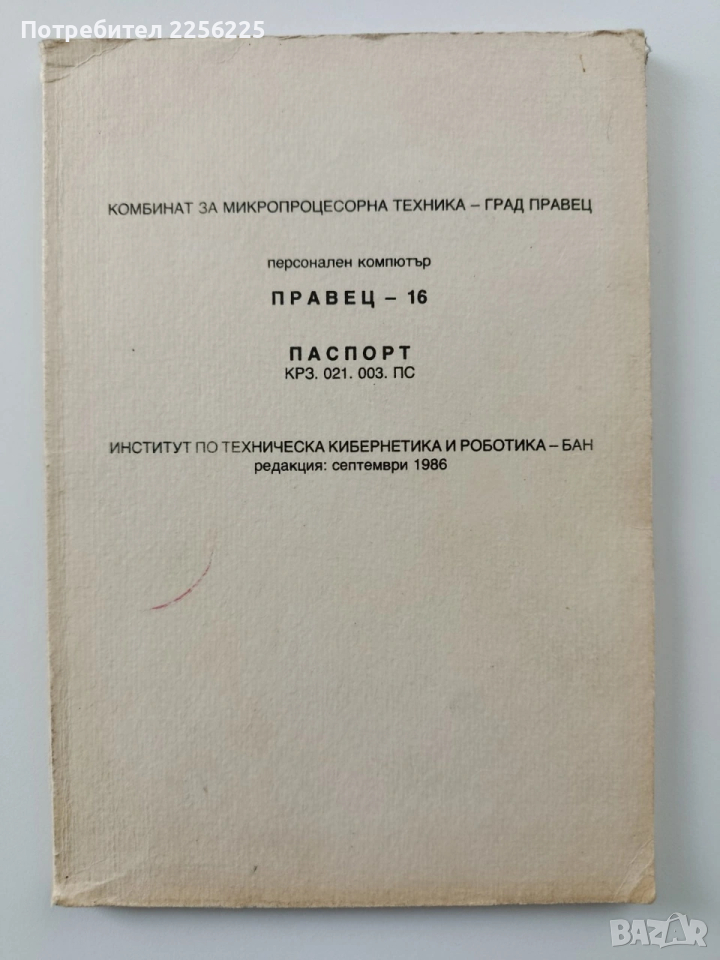 Потребител 2256225
КОМБИНАТ ЗА МИКРОПРОЦЕСОРНА ТЕХНИКА – ГРАД ПРАВЕЦ
персонален компютър
ПРАВЕЦ – 16
ПАСПОРТ
КРЗ. 021. 003. ПС
ИНСТИТУТ ПО ТЕХНИЧЕСКА КИБЕРНЕТИКА И РОБОТИКА – БАН
редакция: септември 1986
BAZAR